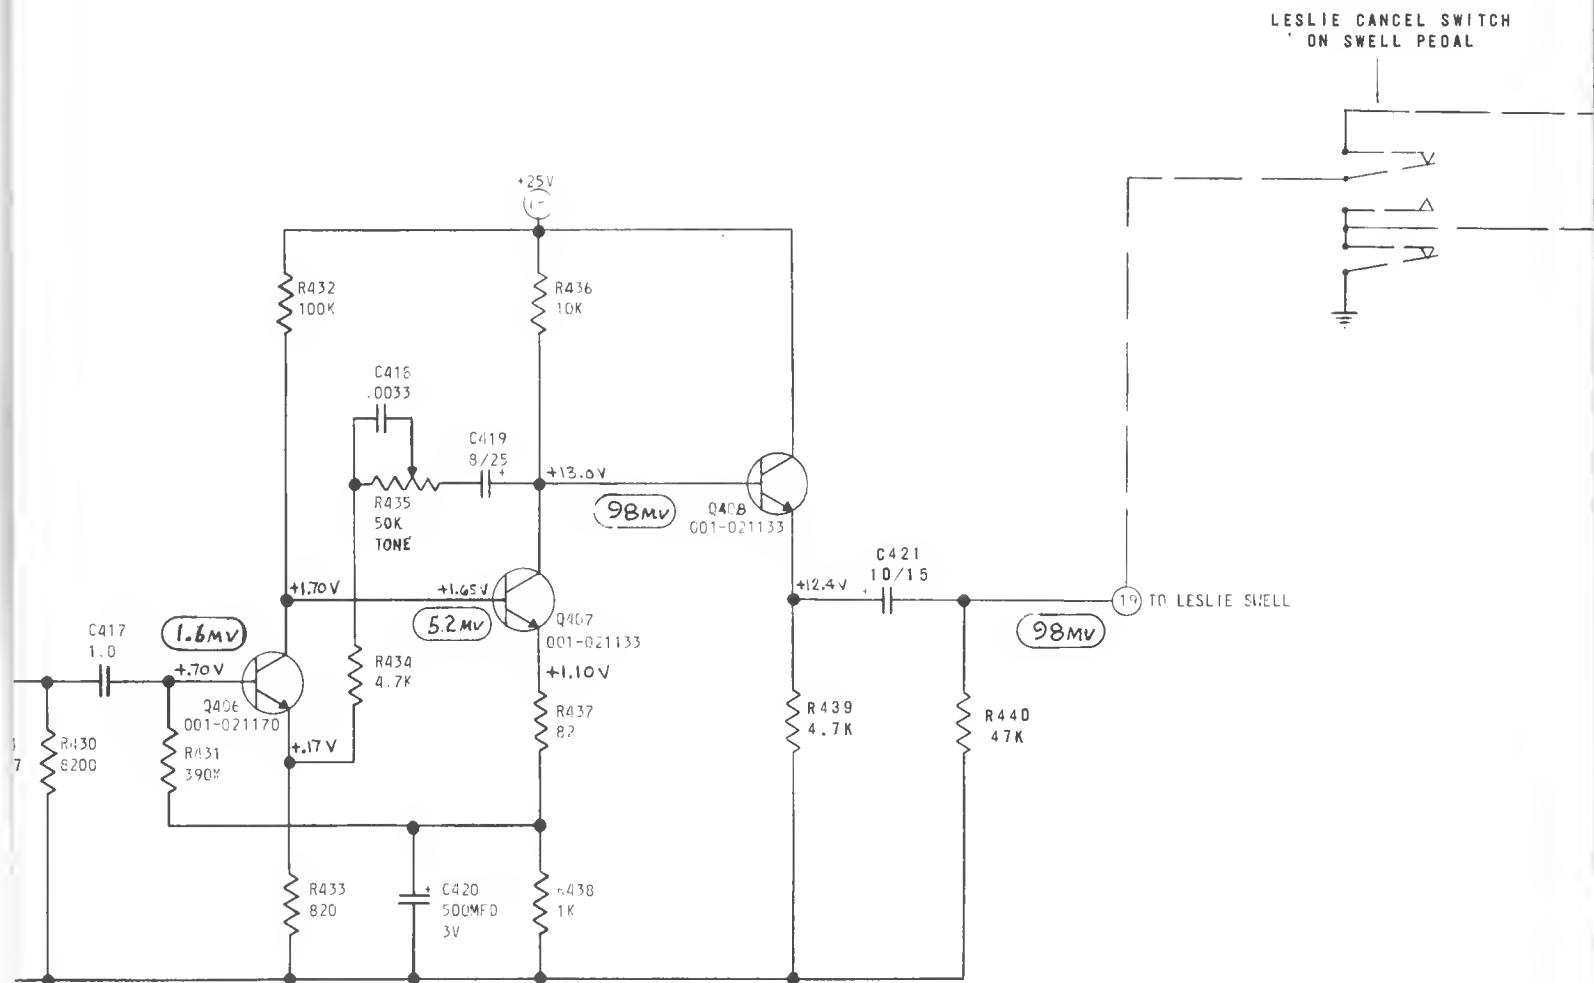 LESLIE CANCEL SWITCH
ON SWELL PEDAL
+25V
R432
100K
R436
10K
C418
.0033
C419
8/25
+
+13.0V
98MV
Q408
001-021133
R435
50K
TONE
C421
10/15
+
+12.4V
19 TO LESLIE SWELL
98MV
+1.70V
+1.65V
5.2MV
Q407
001-021133
+1.10V
C417
1.0
1.6MV
+.70V
Q406
001-021170
R434
4.7K
R437
82
R439
4.7K
R440
47K
+.17V
7
R430
8200
R431
390K
R433
820
+
C420
500MFD
3V
R438
1K